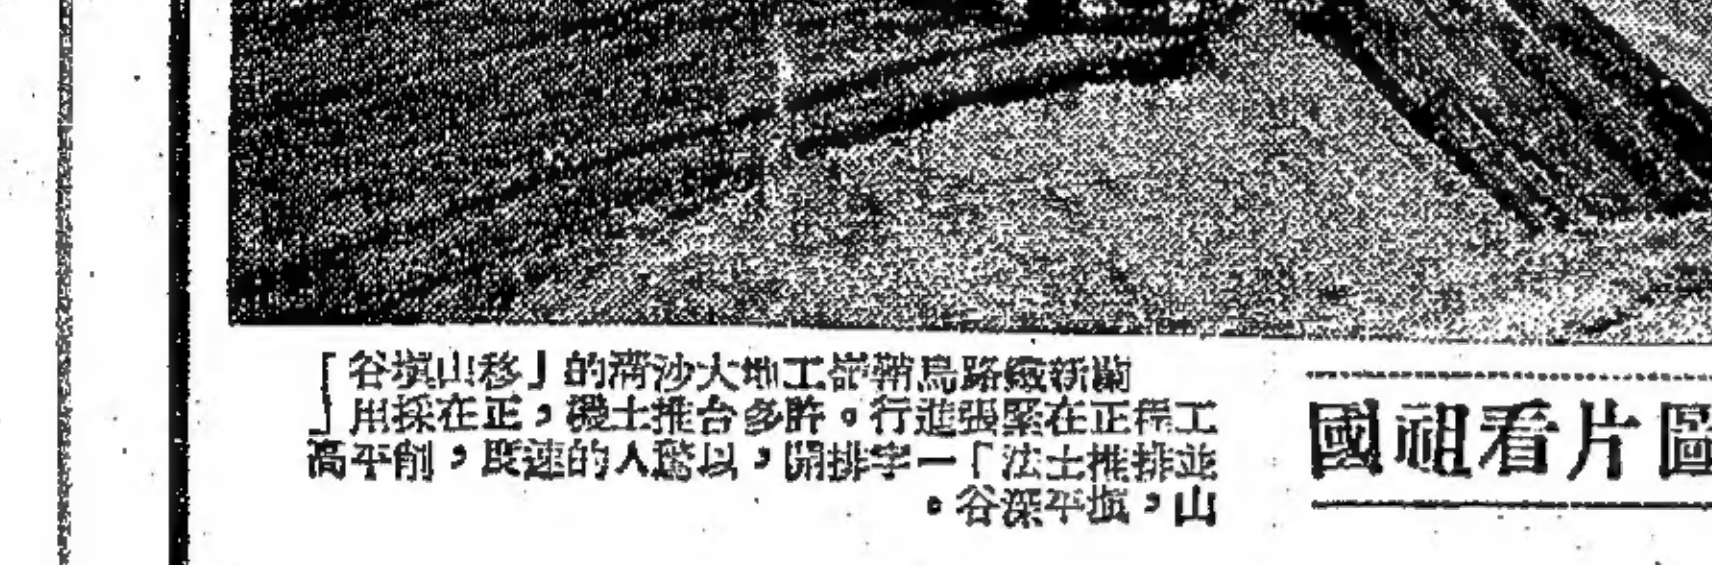 圖片看祖國
蘭新鐵路烏鞘嶺工地大沙溝的「移山塡谷」
工程正在緊張進行。許多台推土機,正在採用「
並排推土法」一字排開,以驚人的速度,削平高
山,塡平深谷。